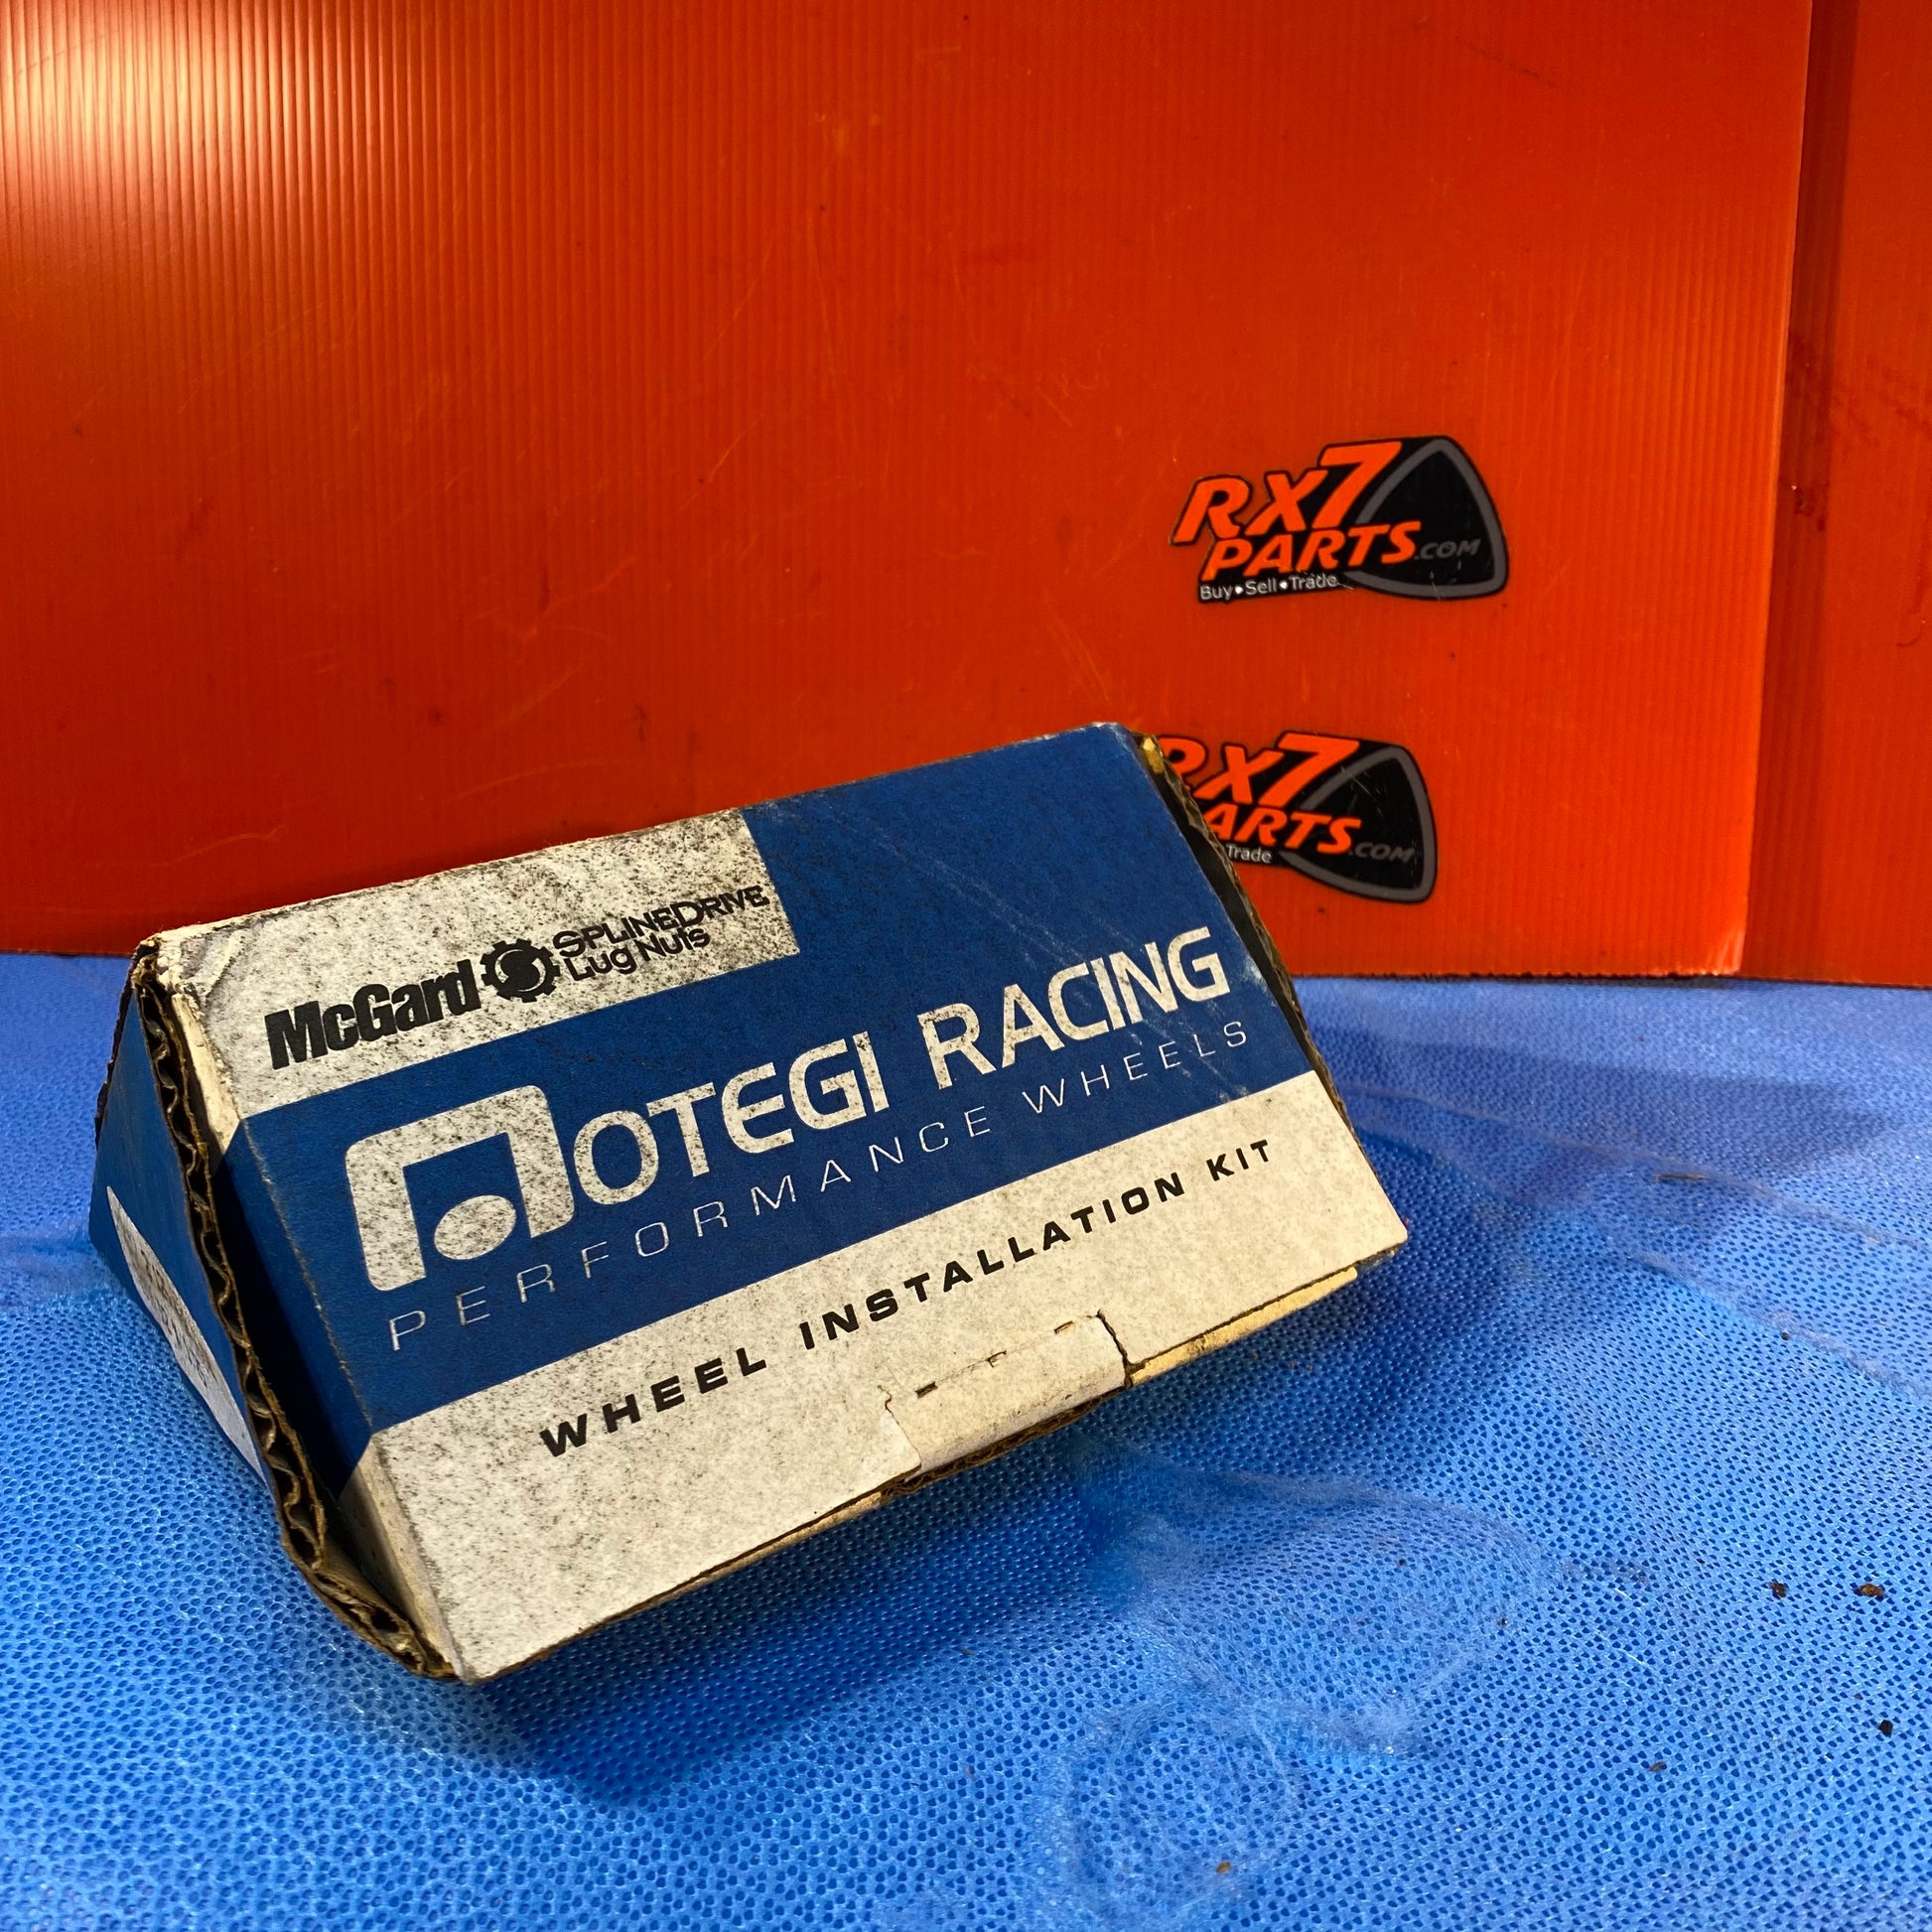 RX7
PARTS.COM
Buy•Sell•Trade
RX7
PARTS.COM
Trade
McGard SPLINEDRIVE
Lug Nuts
MOTEGI RACING
PERFORMANCE WHEELS
WHEEL INSTALLATION KIT